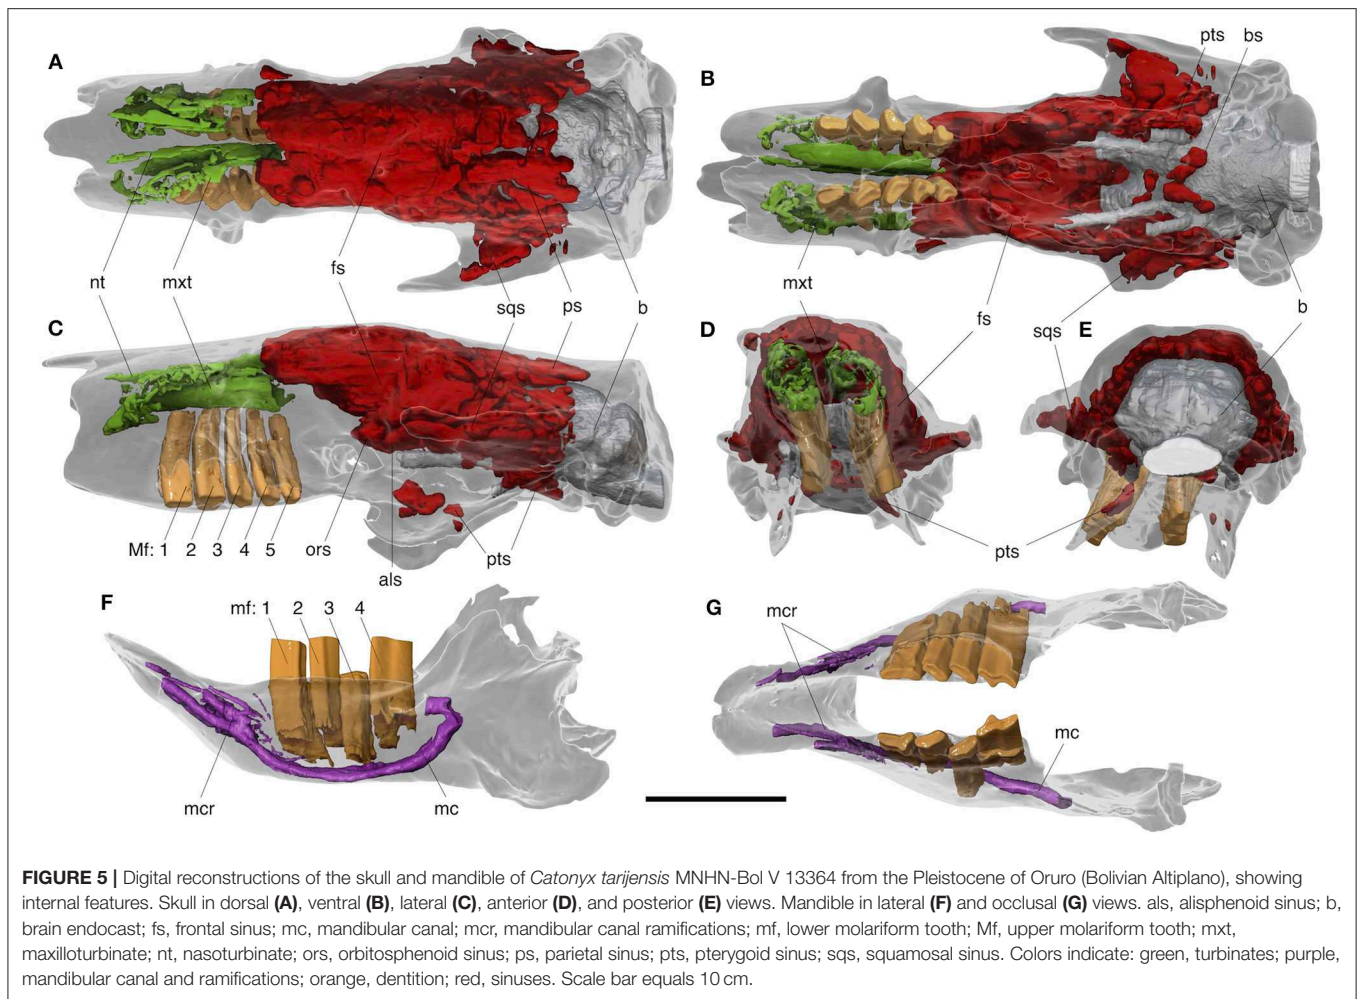 A
B
pts
bs
nt
mxt
fs
sqs
ps
b
mxt
fs
sqs
b
C
D
E
Mf: 1 2 3 4 5
ors
als
pts
pts
F
mf: 1 2 3 4
mcr
mc
G
mcr
mc
FIGURE 5 | Digital reconstructions of the skull and mandible of Catonyx tarijensis MNHN-Bol V 13364 from the Pleistocene of Oruro (Bolivian Altiplano), showing
internal features. Skull in dorsal (A), ventral (B), lateral (C), anterior (D), and posterior (E) views. Mandible in lateral (F) and occlusal (G) views. als, alisphenoid sinus; b,
brain endocast; fs, frontal sinus; mc, mandibular canal; mcr, mandibular canal ramifications; mf, lower molariform tooth; Mf, upper molariform tooth; mxt,
maxilloturbinate; nt, nasoturbinate; ors, orbitosphenoid sinus; ps, parietal sinus; pts, pterygoid sinus; sqs, squamosal sinus. Colors indicate: green, turbinates; purple,
mandibular canal and ramifications; orange, dentition; red, sinuses. Scale bar equals 10 cm.